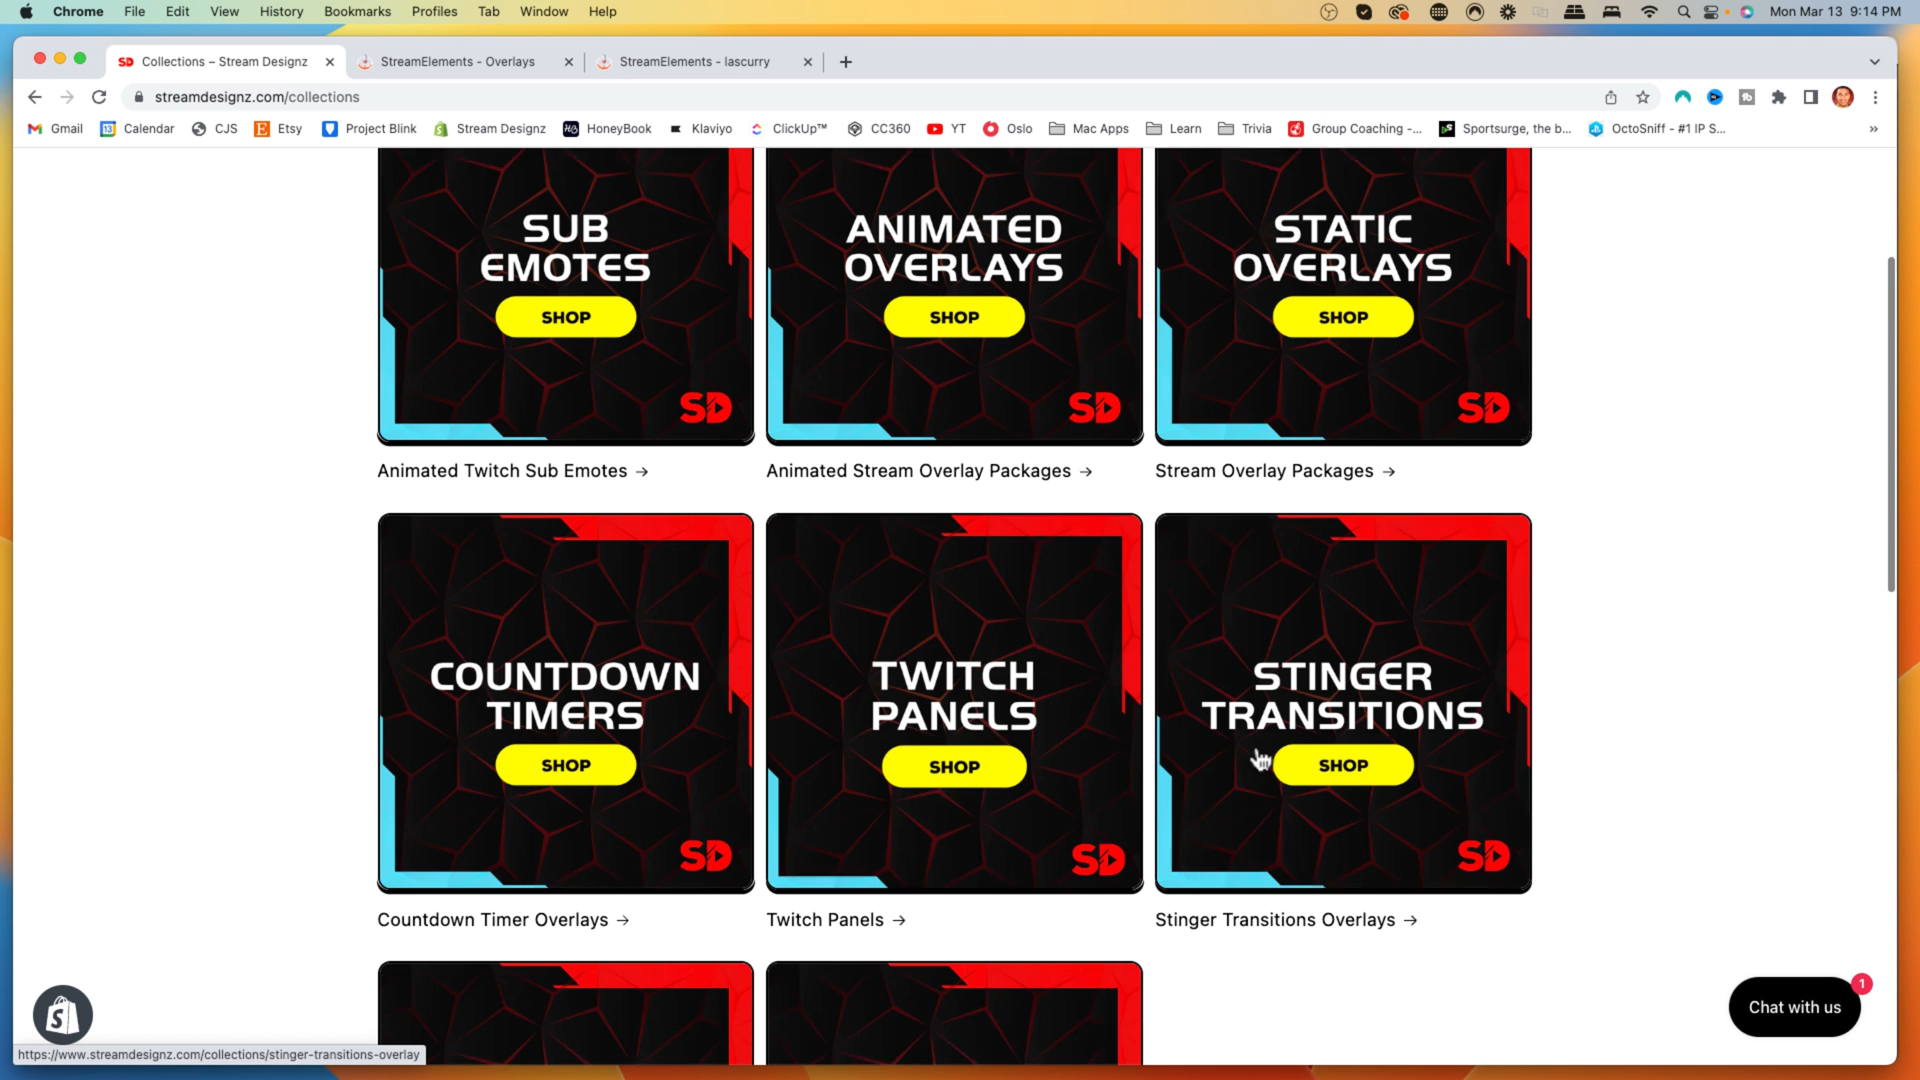 Chrome File Edit View History Bookmarks Profiles Tab Window Help Mon Mar 13 9:14 PM
SD Collections – Stream Designz StreamElements - Overlays StreamElements - lascurry
streamdesignz.com/collections
Gmail Calendar CJS Etsy Project Blink Stream Designz HoneyBook Klaviyo ClickUp™ CC360 YT Oslo Mac Apps Learn Trivia Group Coaching -... Sportsurge, the b... OctoSniff - #1 IP S... »
SUB ANIMATED STATIC
EMOTES OVERLAYS OVERLAYS
SHOP SHOP SHOP
SD SD SD
Animated Twitch Sub Emotes → Animated Stream Overlay Packages → Stream Overlay Packages →
COUNTDOWN TWITCH STINGER
TIMERS PANELS TRANSITIONS
SHOP SHOP SHOP
SD SD SD
Countdown Timer Overlays → Twitch Panels → Stinger Transitions Overlays →
1
Chat with us
https://www.streamdesignz.com/collections/stinger-transitions-overlay